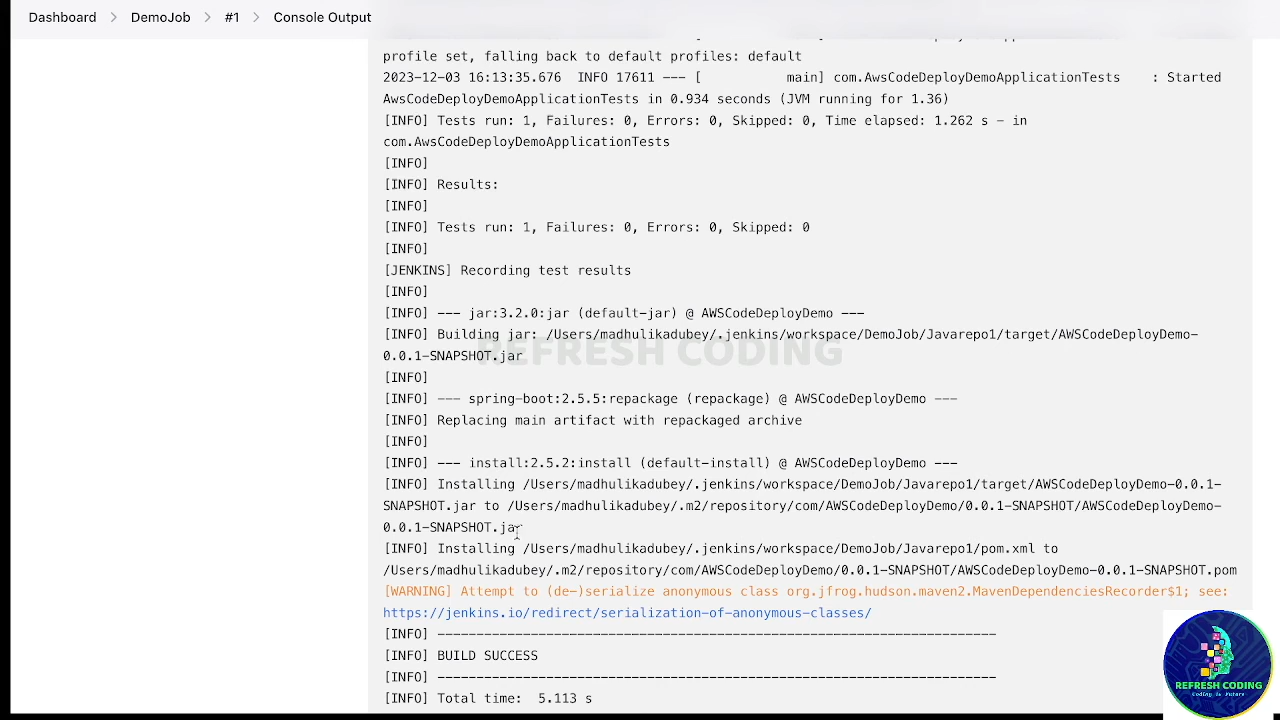 Dashboard > DemoJob > #1 > Console Output
profile set, falling back to default profiles: default
2023-12-03 16:13:35.676  INFO 17611 --- [           main] com.AwsCodeDeployDemoApplicationTests    : Started
AwsCodeDeployDemoApplicationTests in 0.934 seconds (JVM running for 1.36)
[INFO] Tests run: 1, Failures: 0, Errors: 0, Skipped: 0, Time elapsed: 1.262 s - in
com.AwsCodeDeployDemoApplicationTests
[INFO]
[INFO] Results:
[INFO]
[INFO] Tests run: 1, Failures: 0, Errors: 0, Skipped: 0
[INFO]
[JENKINS] Recording test results
[INFO]
[INFO] --- jar:3.2.0:jar (default-jar) @ AWSCodeDeployDemo ---
[INFO] Building jar: /Users/madhulikadubey/.jenkins/workspace/DemoJob/Javarepo1/target/AWSCodeDeployDemo-
0.0.1-SNAPSHOT.jar
REFRESH CODING
[INFO]
[INFO] --- spring-boot:2.5.5:repackage (repackage) @ AWSCodeDeployDemo ---
[INFO] Replacing main artifact with repackaged archive
[INFO]
[INFO] --- install:2.5.2:install (default-install) @ AWSCodeDeployDemo ---
[INFO] Installing /Users/madhulikadubey/.jenkins/workspace/DemoJob/Javarepo1/target/AWSCodeDeployDemo-0.0.1-
SNAPSHOT.jar to /Users/madhulikadubey/.m2/repository/com/AWSCodeDeployDemo/0.0.1-SNAPSHOT/AWSCodeDeployDemo-
0.0.1-SNAPSHOT.jar
[INFO] Installing /Users/madhulikadubey/.jenkins/workspace/DemoJob/Javarepo1/pom.xml to
/Users/madhulikadubey/.m2/repository/com/AWSCodeDeployDemo/0.0.1-SNAPSHOT/AWSCodeDeployDemo-0.0.1-SNAPSHOT.pom
[WARNING] Attempt to (de-)serialize anonymous class org.jfrog.hudson.maven2.MavenDependenciesRecorder$1; see:
https://jenkins.io/redirect/serialization-of-anonymous-classes/
[INFO] ------------------------------------------------------------------------
[INFO] BUILD SUCCESS
[INFO] ------------------------------------------------------------------------
[INFO] Total time:  5.113 s
REFRESH CODING
Coding is Future